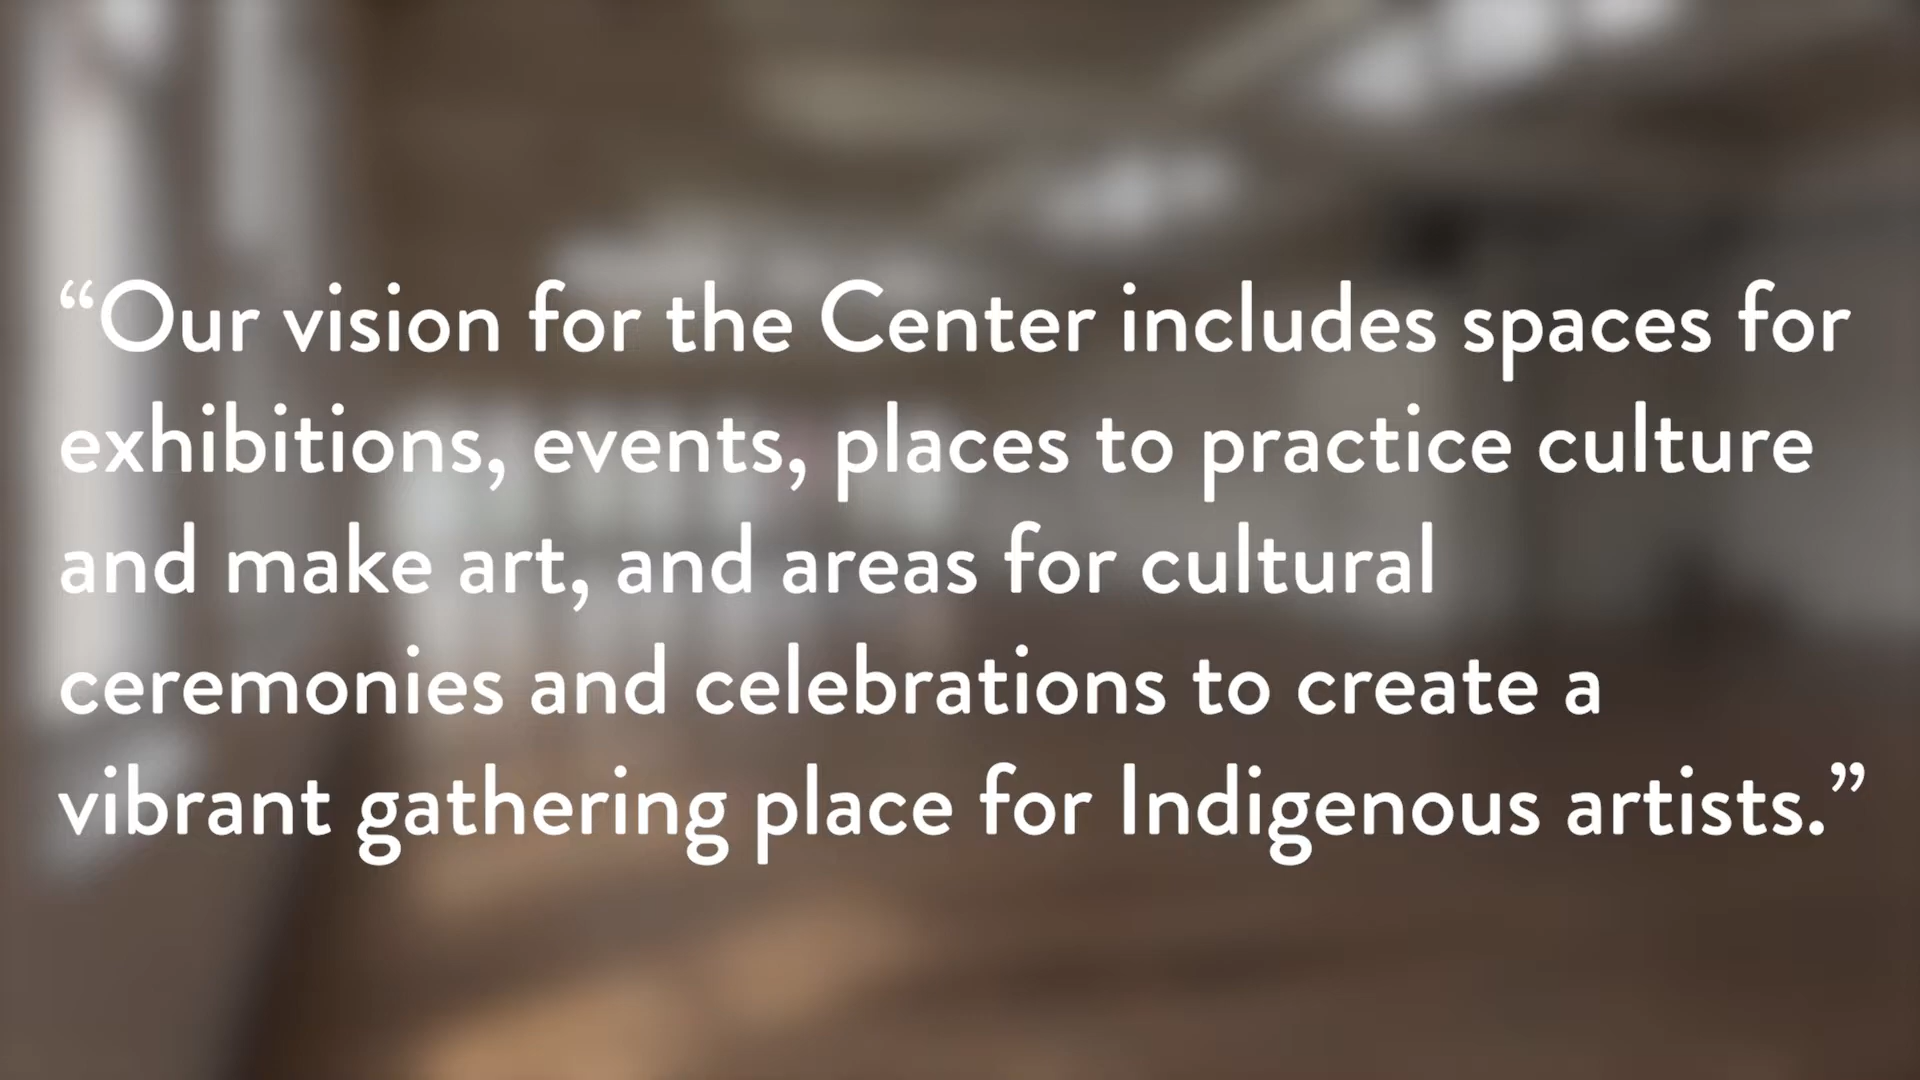 “Our vision for the Center includes spaces for
exhibitions, events, places to practice culture
and make art, and areas for cultural
ceremonies and celebrations to create a
vibrant gathering place for Indigenous artists.”